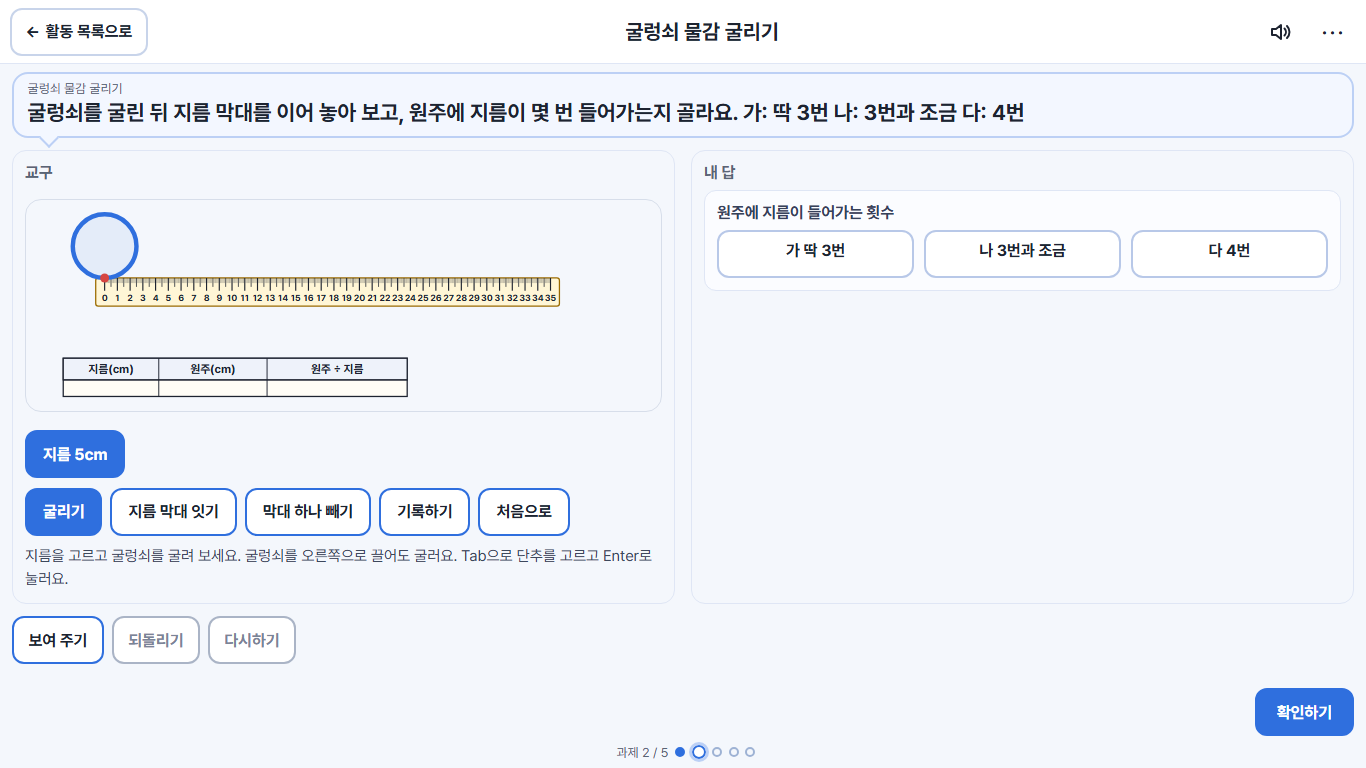 ← 활동 목록으로
굴렁쇠 물감 굴리기
굴렁쇠 물감 굴리기
굴렁쇠를 굴린 뒤 지름 막대를 이어 놓아 보고, 원주에 지름이 몇 번 들어가는지 골라요. 가: 딱 3번 나: 3번과 조금 다: 4번
교구
0 1 2 3 4 5 6 7 8 9 10 11 12 13 14 15 16 17 18 19 20 21 22 23 24 25 26 27 28 29 30 31 32 33 34 35
지름(cm) 원주(cm) 원주 ÷ 지름
지름 5cm
굴리기 지름 막대 잇기 막대 하나 빼기 기록하기 처음으로
지름을 고르고 굴렁쇠를 굴려 보세요. 굴렁쇠를 오른쪽으로 끌어도 굴러요. Tab으로 단추를 고르고 Enter로
눌러요.
내 답
원주에 지름이 들어가는 횟수
가 딱 3번 나 3번과 조금 다 4번
보여 주기 되돌리기 다시하기
확인하기
과제 2 / 5